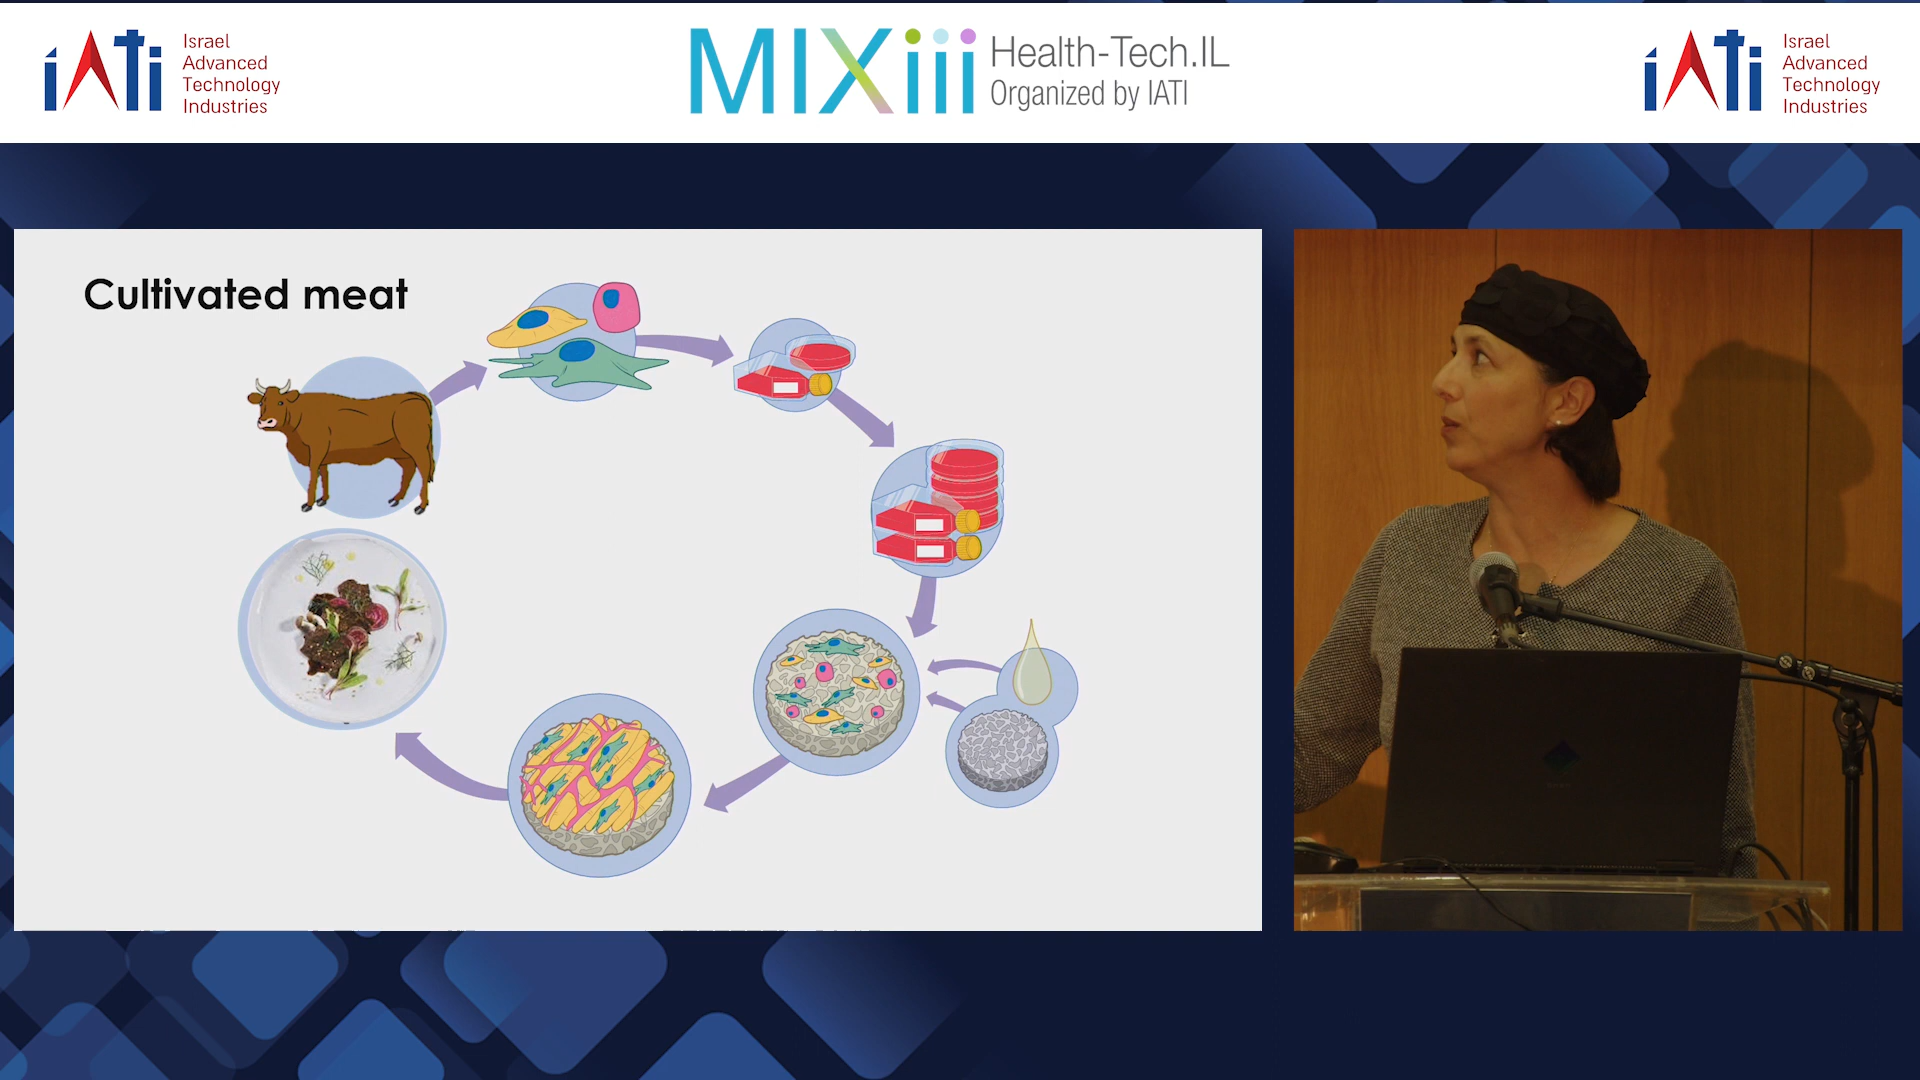 iATi
Israel
Advanced
Technology
Industries
MIXiii
Health-Tech.IL
Organized by IATI
iATi
Israel
Advanced
Technology
Industries
Cultivated meat